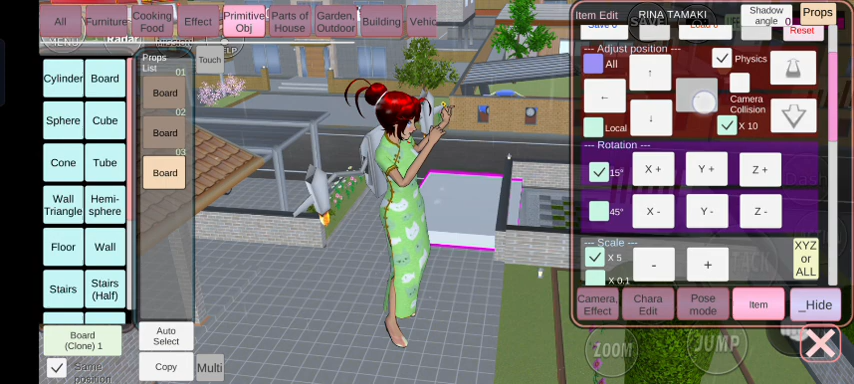 All
Furniture
Cooking
Food
Effect
Primitive
Obj
Parts of
House
Garden,
Outdoor
Building
Vehic
MENU
Radar
Cylinder
Board
Sphere
Cube
Cone
Tube
Wall
Triangle
Hemi-
sphere
Floor
Wall
Stairs
Stairs
(Half)
Board
(Clone) 1
Same
position
Props
List
01
Board
02
Board
03
Board
Touch
Auto
Select
Copy
Multi
Item Edit
RINA TAMAKI
Shadow
angle
0
Props
Reset
--- Adjust position ---
All
↑
Physics
←
Camera
Collision
Local
↓
X 10
--- Rotation ---
15°
X +
Y +
Z +
45°
X -
Y -
Z -
--- Scale ---
X 5
-
+
XYZ
or
ALL
X 0.1
Camera,
Effect
Chara
Edit
Pose
mode
Item
_Hide
ZOOM
JUMP